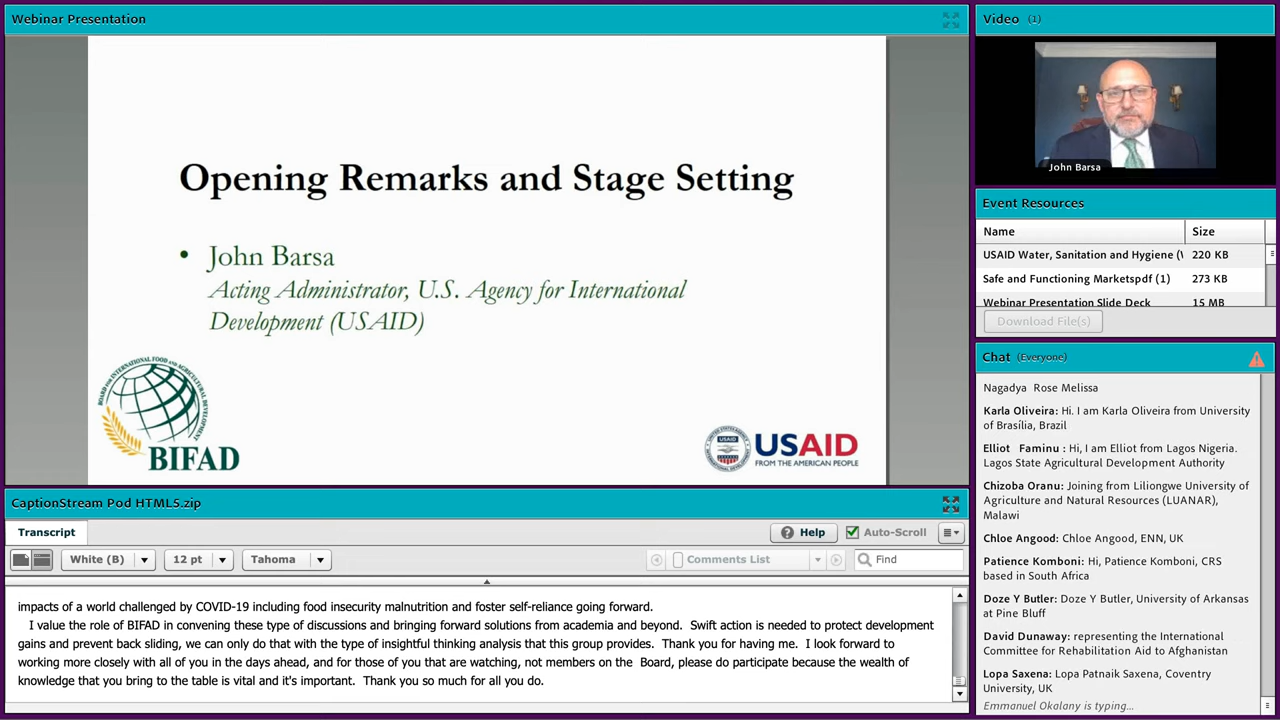 Webinar Presentation
Opening Remarks and Stage Setting
• John Barsa
Acting Administrator, U.S. Agency for International
Development (USAID)
BOARD FOR INTERNATIONAL FOOD AND AGRICULTURAL DEVELOPMENT
BIFAD
USAID
USAID
FROM THE AMERICAN PEOPLE
CaptionStream Pod HTML5.zip
Transcript
Help
Auto-Scroll
White (B)
12 pt
Tahoma
Comments List
Find
impacts of a world challenged by COVID-19 including food insecurity malnutrition and foster self-reliance going forward.
I value the role of BIFAD in convening these type of discussions and bringing forward solutions from academia and beyond. Swift action is needed to protect development
gains and prevent back sliding, we can only do that with the type of insightful thinking analysis that this group provides. Thank you for having me. I look forward to
working more closely with all of you in the days ahead, and for those of you that are watching, not members on the Board, please do participate because the wealth of
knowledge that you bring to the table is vital and it's important. Thank you so much for all you do.
Video (1)
John Barsa
Event Resources
Name Size
USAID Water, Sanitation and Hygiene (W 220 KB
Safe and Functioning Marketspdf (1) 273 KB
Webinar Presentation Slide Deck 15 MB
Download File(s)
Chat (Everyone)
Nagadya Rose Melissa
Karla Oliveira: Hi. I am Karla Oliveira from University
of Brasília, Brazil
Elliot Faminu : Hi, I am Elliot from Lagos Nigeria.
Lagos State Agricultural Development Authority
Chizoba Oranu: Joining from Liliongwe University of
Agriculture and Natural Resources (LUANAR),
Malawi
Chloe Angood: Chloe Angood, ENN, UK
Patience Komboni: Hi, Patience Komboni, CRS
based in South Africa
Doze Y Butler: Doze Y Butler, University of Arkansas
at Pine Bluff
David Dunaway: representing the International
Committee for Rehabilitation Aid to Afghanistan
Lopa Saxena: Lopa Patnaik Saxena, Coventry
University, UK
Emmanuel Okalany is typing...